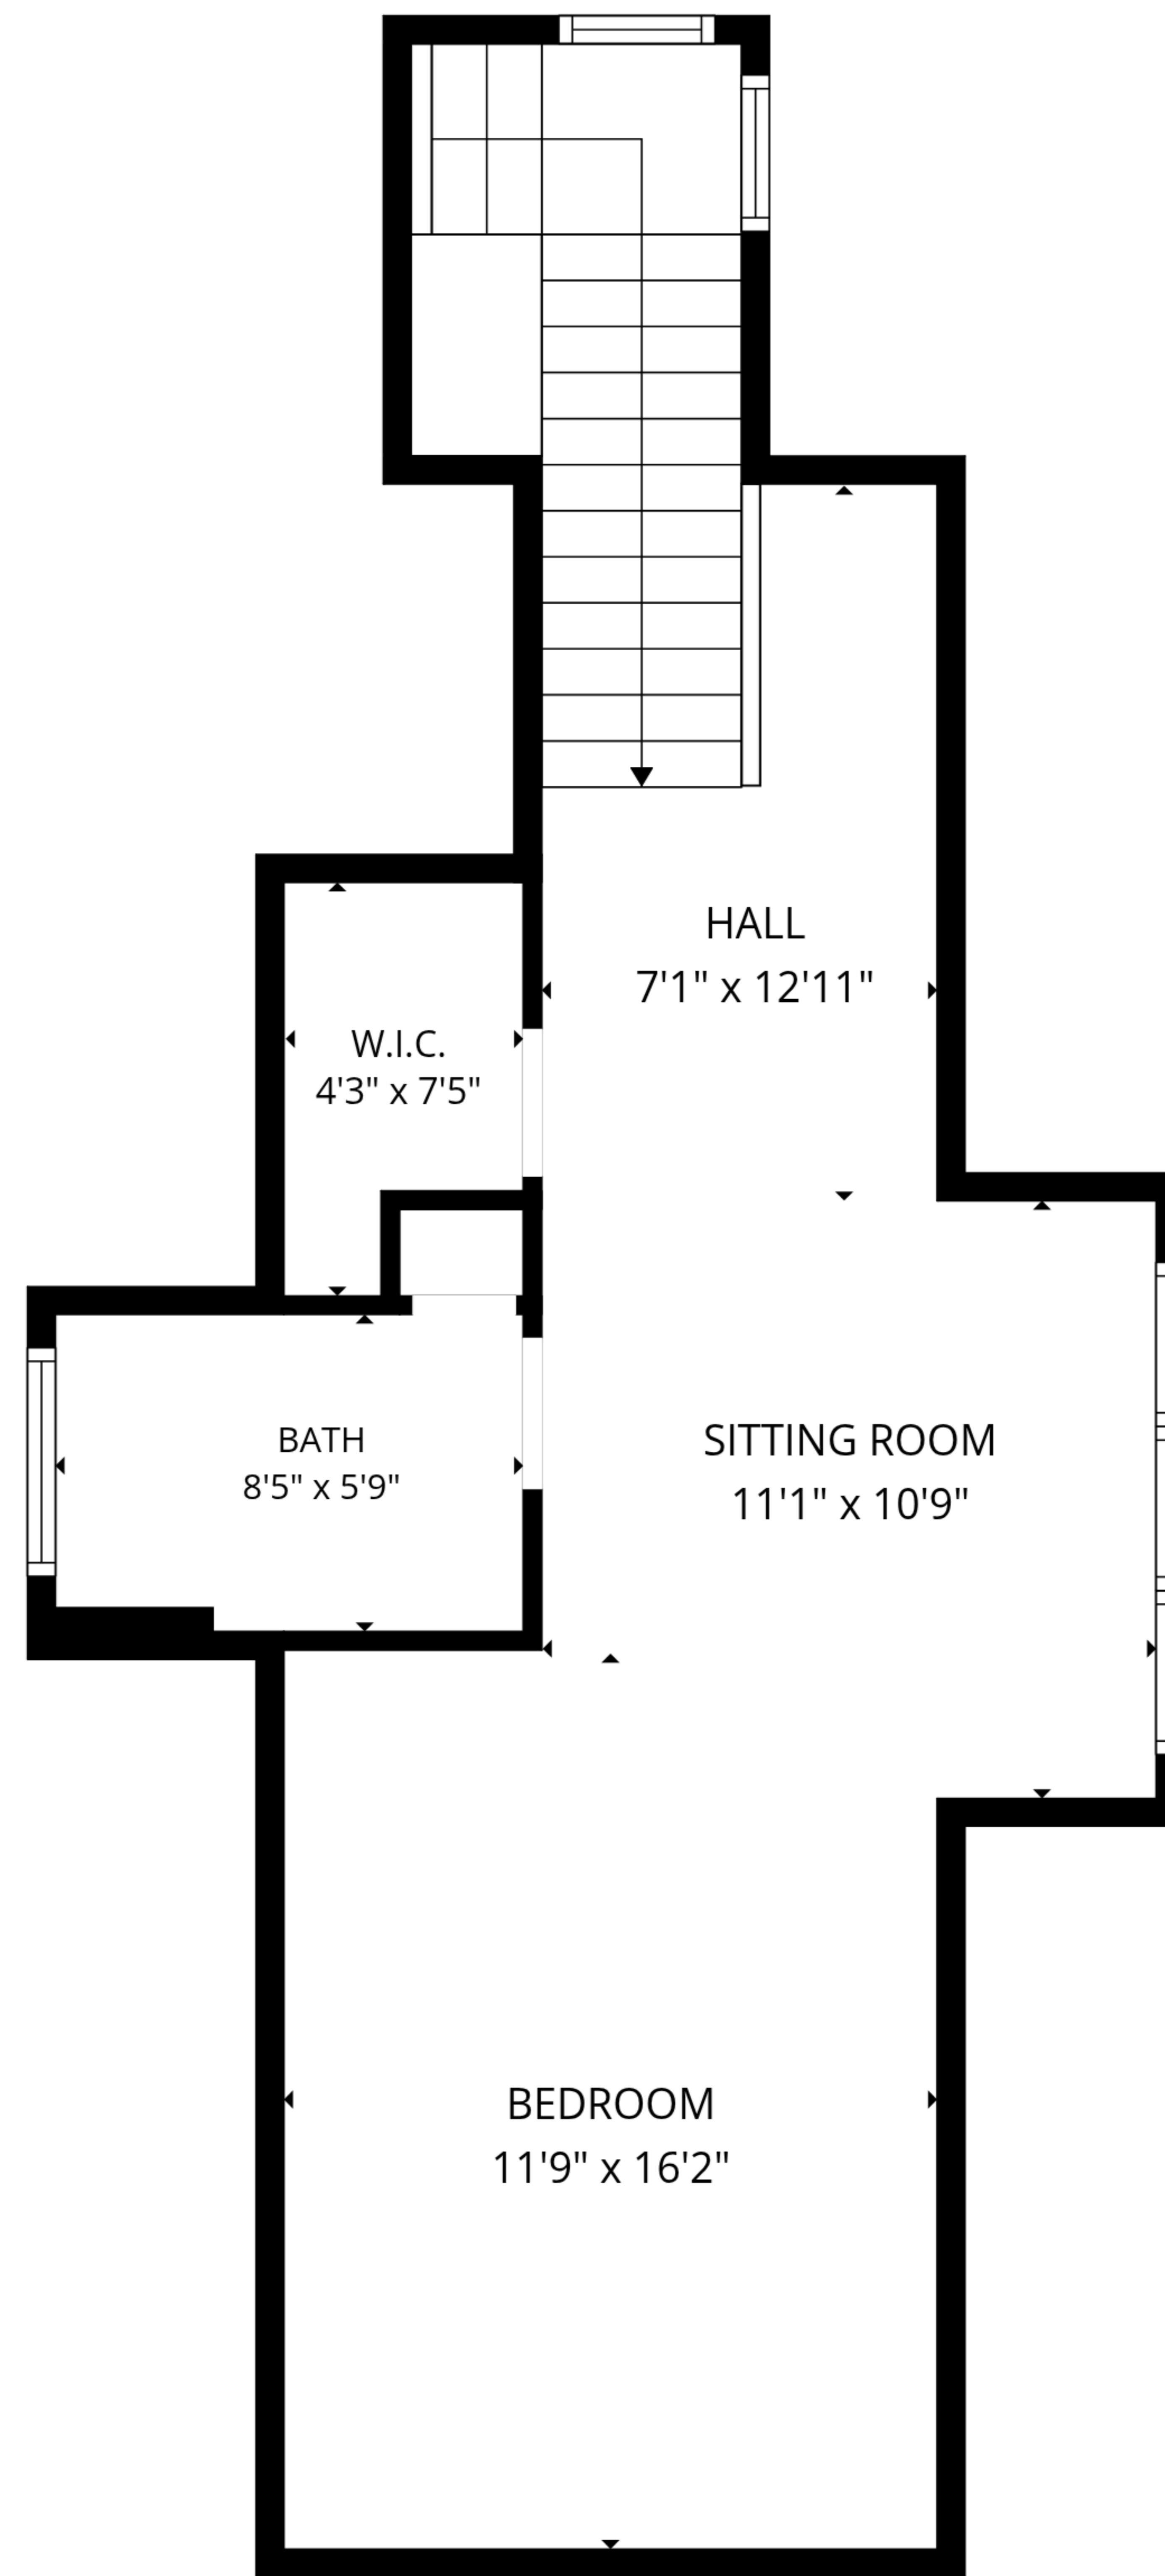 HALL
7'1" x 12'11"
W.I.C.
4'3" x 7'5"
BATH
8'5" x 5'9"
SITTING ROOM
11'1" x 10'9"
BEDROOM
11'9" x 16'2"